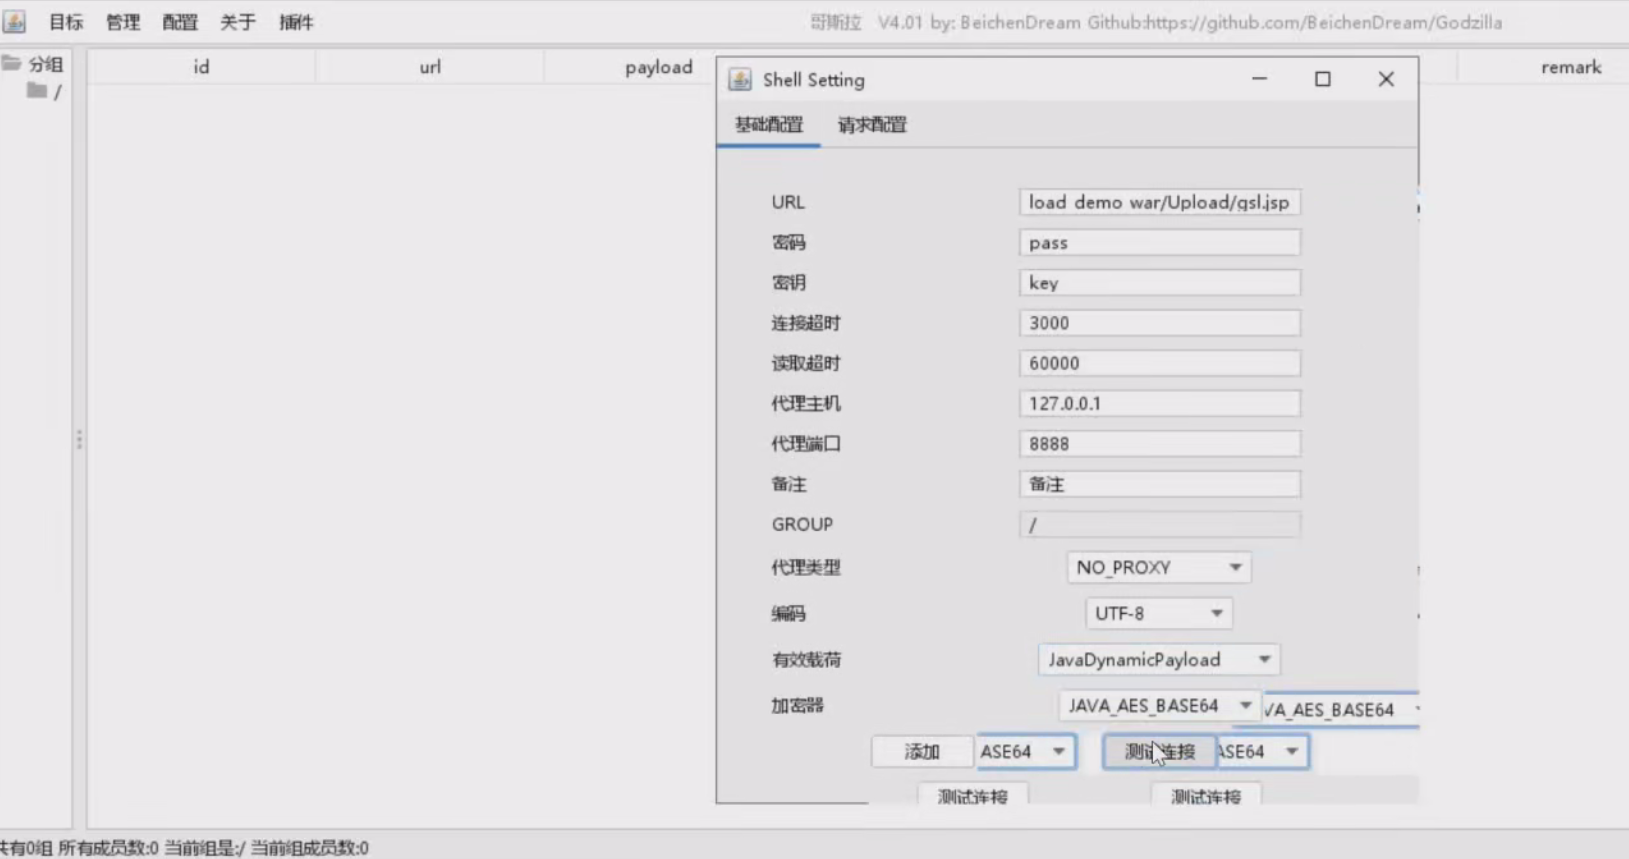 目标 管理 配置 关于 插件 哥斯拉 V4.01 by: BeichenDream Github:https://github.com/BeichenDream/Godzilla
分组
/
id url payload remark
Shell Setting
基础配置 请求配置
URL load demo war/Upload/gsl.jsp
密码 pass
密钥 key
连接超时 3000
读取超时 60000
代理主机 127.0.0.1
代理端口 8888
备注 备注
GROUP /
代理类型 NO_PROXY
编码 UTF-8
有效载荷 JavaDynamicPayload
加密器 JAVA_AES_BASE64 VA_AES_BASE64
添加 ASE64 测试连接 ASE64
测试连接 测试连接
共有0组 所有成员数:0 当前组是:/ 当前组成员数:0